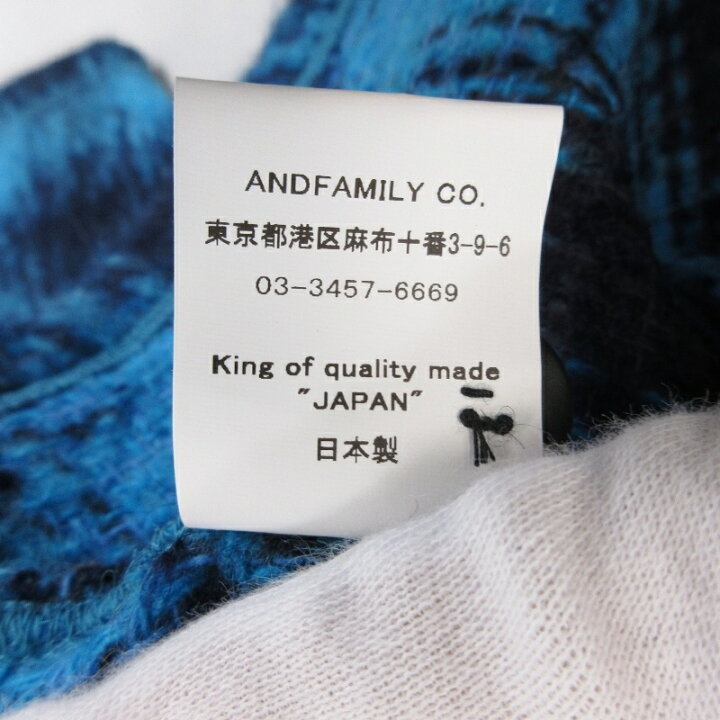 ANDFAMILY CO.
東京都港区麻布十番3-9-6
03-3457-6669
King of quality made
"JAPAN"
日本製